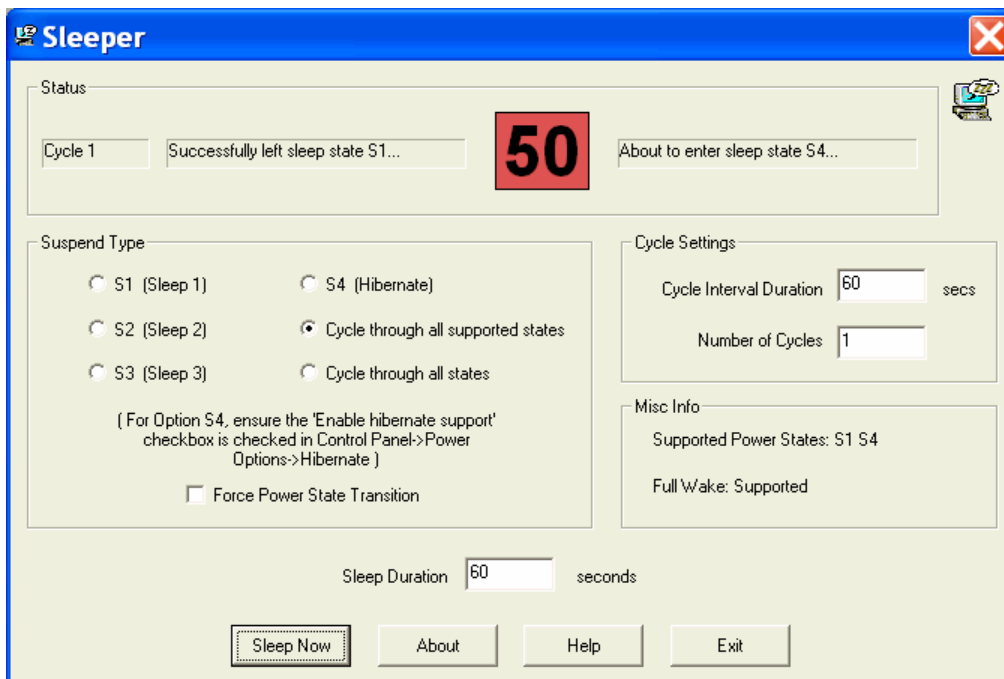 Sleeper
Status
Cycle 1
Successfully left sleep state S1...
50
About to enter sleep state S4...
Suspend Type
S1 (Sleep 1)
S4 (Hibernate)
S2 (Sleep 2)
Cycle through all supported states
S3 (Sleep 3)
Cycle through all states
( For Option S4, ensure the 'Enable hibernate support'
checkbox is checked in Control Panel->Power
Options->Hibernate )
Force Power State Transition
Cycle Settings
Cycle Interval Duration 60 secs
Number of Cycles 1
Misc Info
Supported Power States: S1 S4
Full Wake: Supported
Sleep Duration 60 seconds
Sleep Now
About
Help
Exit